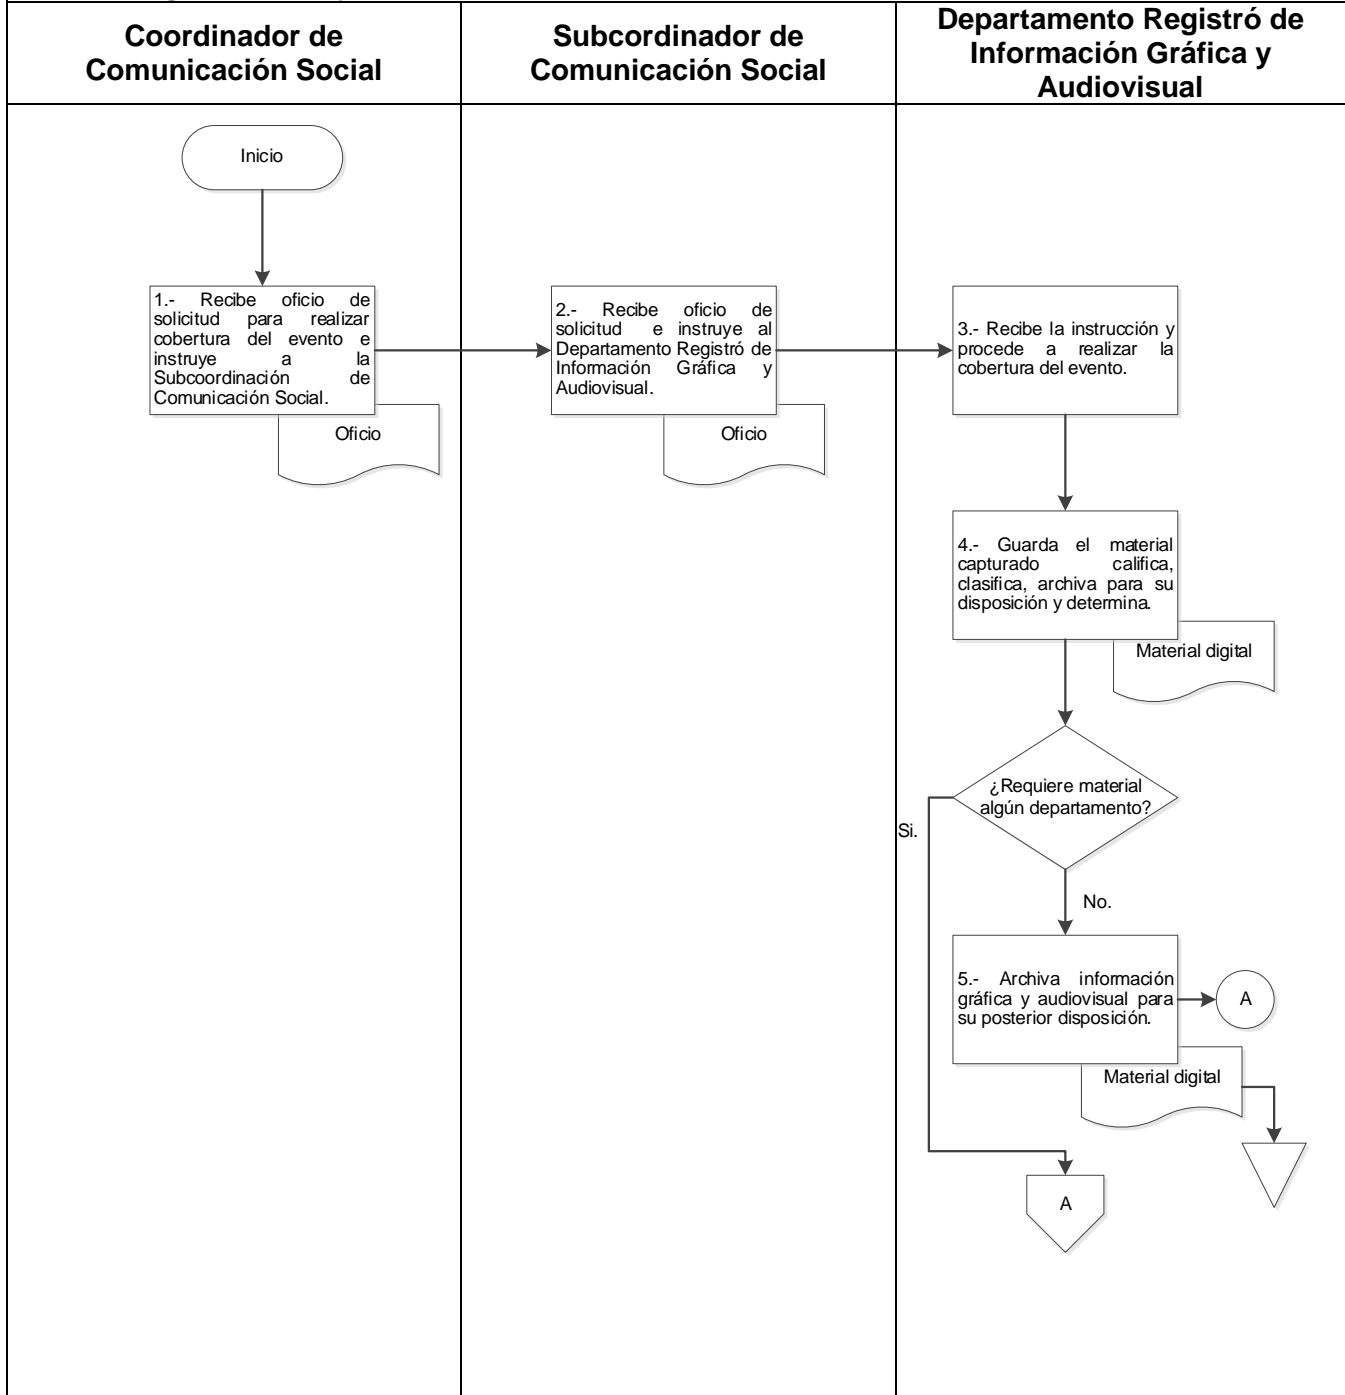 Coordinador de
Comunicación Social
Subcordinador de
Comunicación Social
Departamento Registró de
Información Gráfica y
Audiovisual
Inicio
1.- Recibe oficio de
solicitud para realizar
cobertura del evento e
instruye a la
Subcoordinación de
Comunicación Social.
Oficio
2.- Recibe oficio de
solicitud e instruye al
Departamento Registró de
Información Gráfica y
Audiovisual.
Oficio
3.- Recibe la instrucción y
procede a realizar la
cobertura del evento.
4.- Guarda el material
capturado califica,
clasifica, archiva para su
disposición y determina.
Material digital
¿Requiere material
algún departamento?
Si.
No.
5.- Archiva información
gráfica y audiovisual para
su posterior disposición.
A
Material digital
A